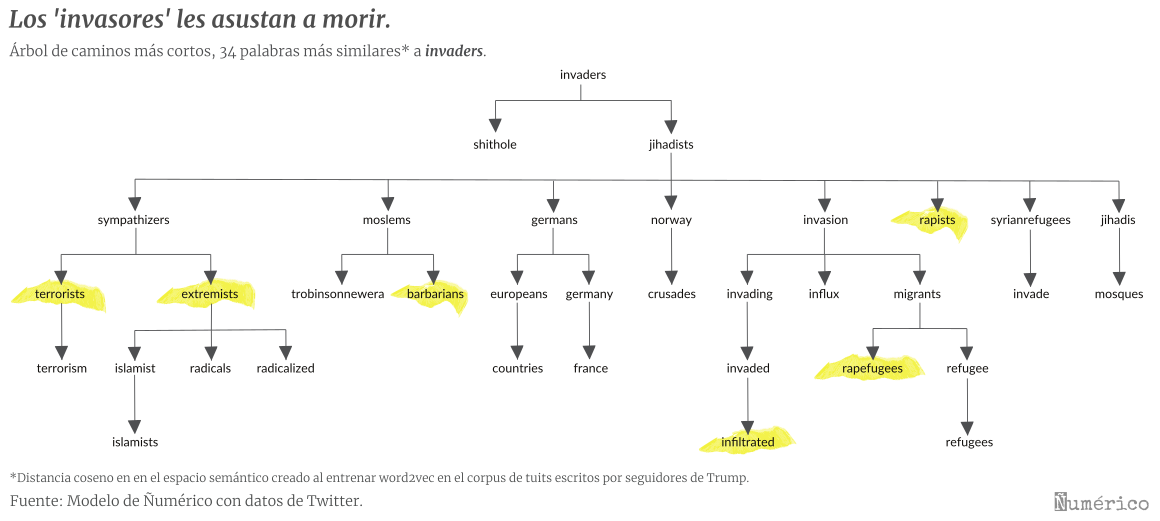 Los 'invasores' les asustan a morir.
Árbol de caminos más cortos, 34 palabras más similares* a invaders.
invaders
shithole jihadists
sympathizers moslems germans norway invasion rapists syrianrefugees jihadis
terrorists extremists trobinsonnewera barbarians europeans germany crusades invading influx migrants invade mosques
terrorism islamist radicals radicalized countries france invaded rapefugees refugee
islamists infiltrated refugees
*Distancia coseno en en el espacio semántico creado al entrenar word2vec en el corpus de tuits escritos por seguidores de Trump.
Fuente: Modelo de Ñumérico con datos de Twitter.
Ñumérico